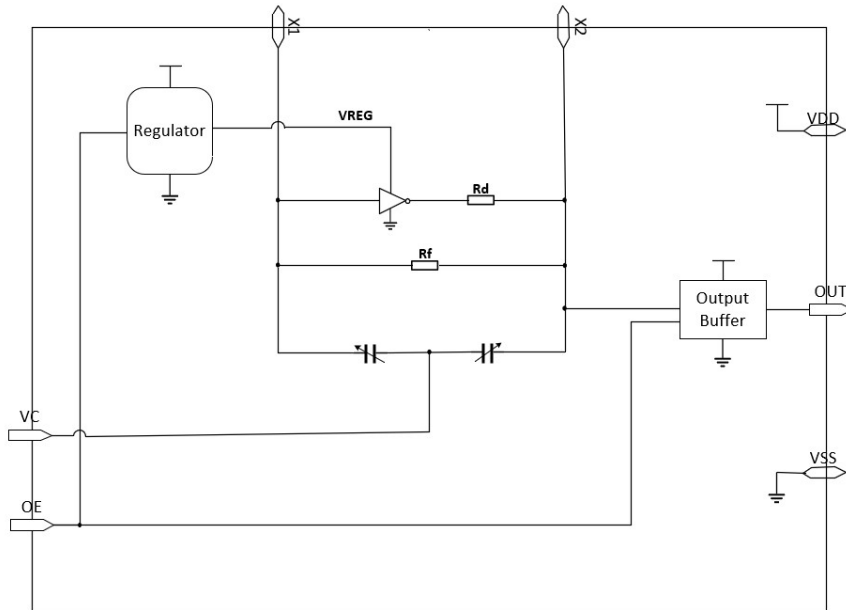 X1
X2
Regulator
VREG
VDD
Rd
Rf
Output
Buffer
OUT
VC
VSS
OE